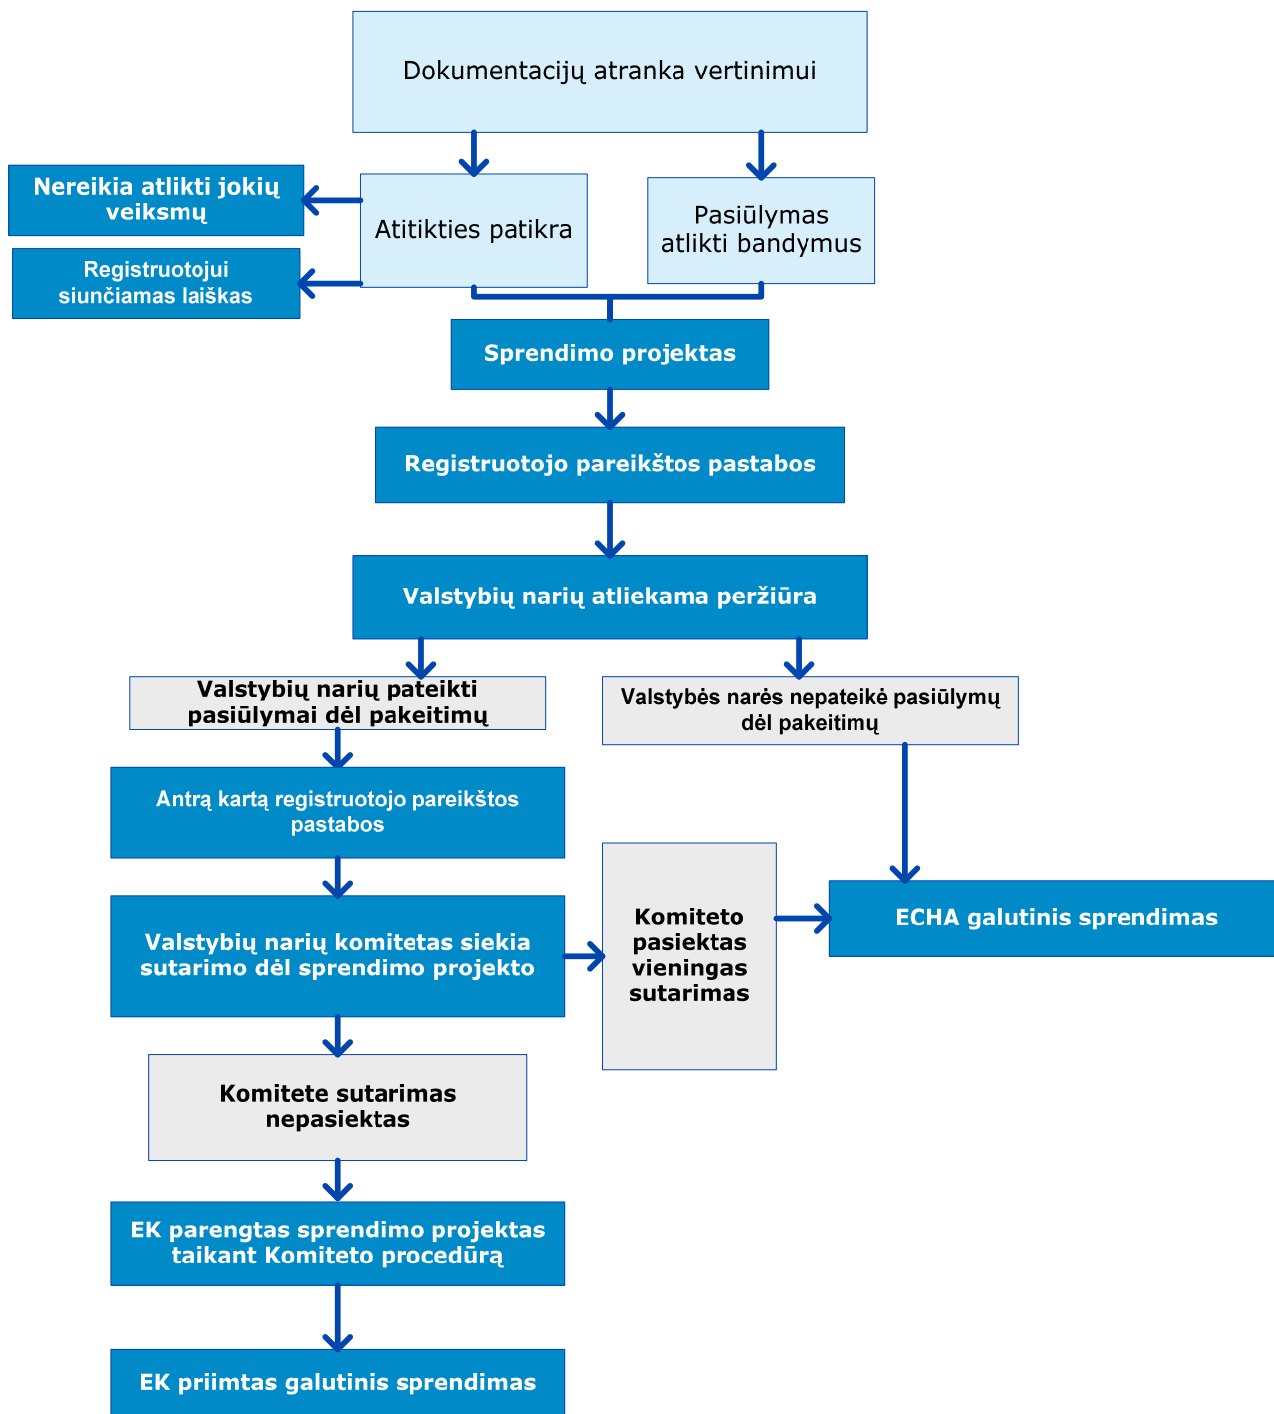 Dokumentacijų atranka vertinimui
Nereikia atlikti jokių
veiksmų
Atitikties patikra
Pasiūlymas
atlikti bandymus
Registruotojui
siunčiamas laiškas
Sprendimo projektas
Registruotojo pareikštos pastabos
Valstybių narių atliekama peržiūra
Valstybių narių pateikti
pasiūlymai dėl pakeitimų
Valstybės narės nepateikė pasiūlymų
dėl pakeitimų
Antrą kartą registruotojo pareikštos
pastabos
Valstybių narių komitetas siekia
sutarimo dėl sprendimo projekto
Komiteto
pasiektas
vieningas
sutarimas
ECHA galutinis sprendimas
Komitete sutarimas
nepasiektas
EK parengtas sprendimo projektas
taikant Komiteto procedūrą
EK priimtas galutinis sprendimas